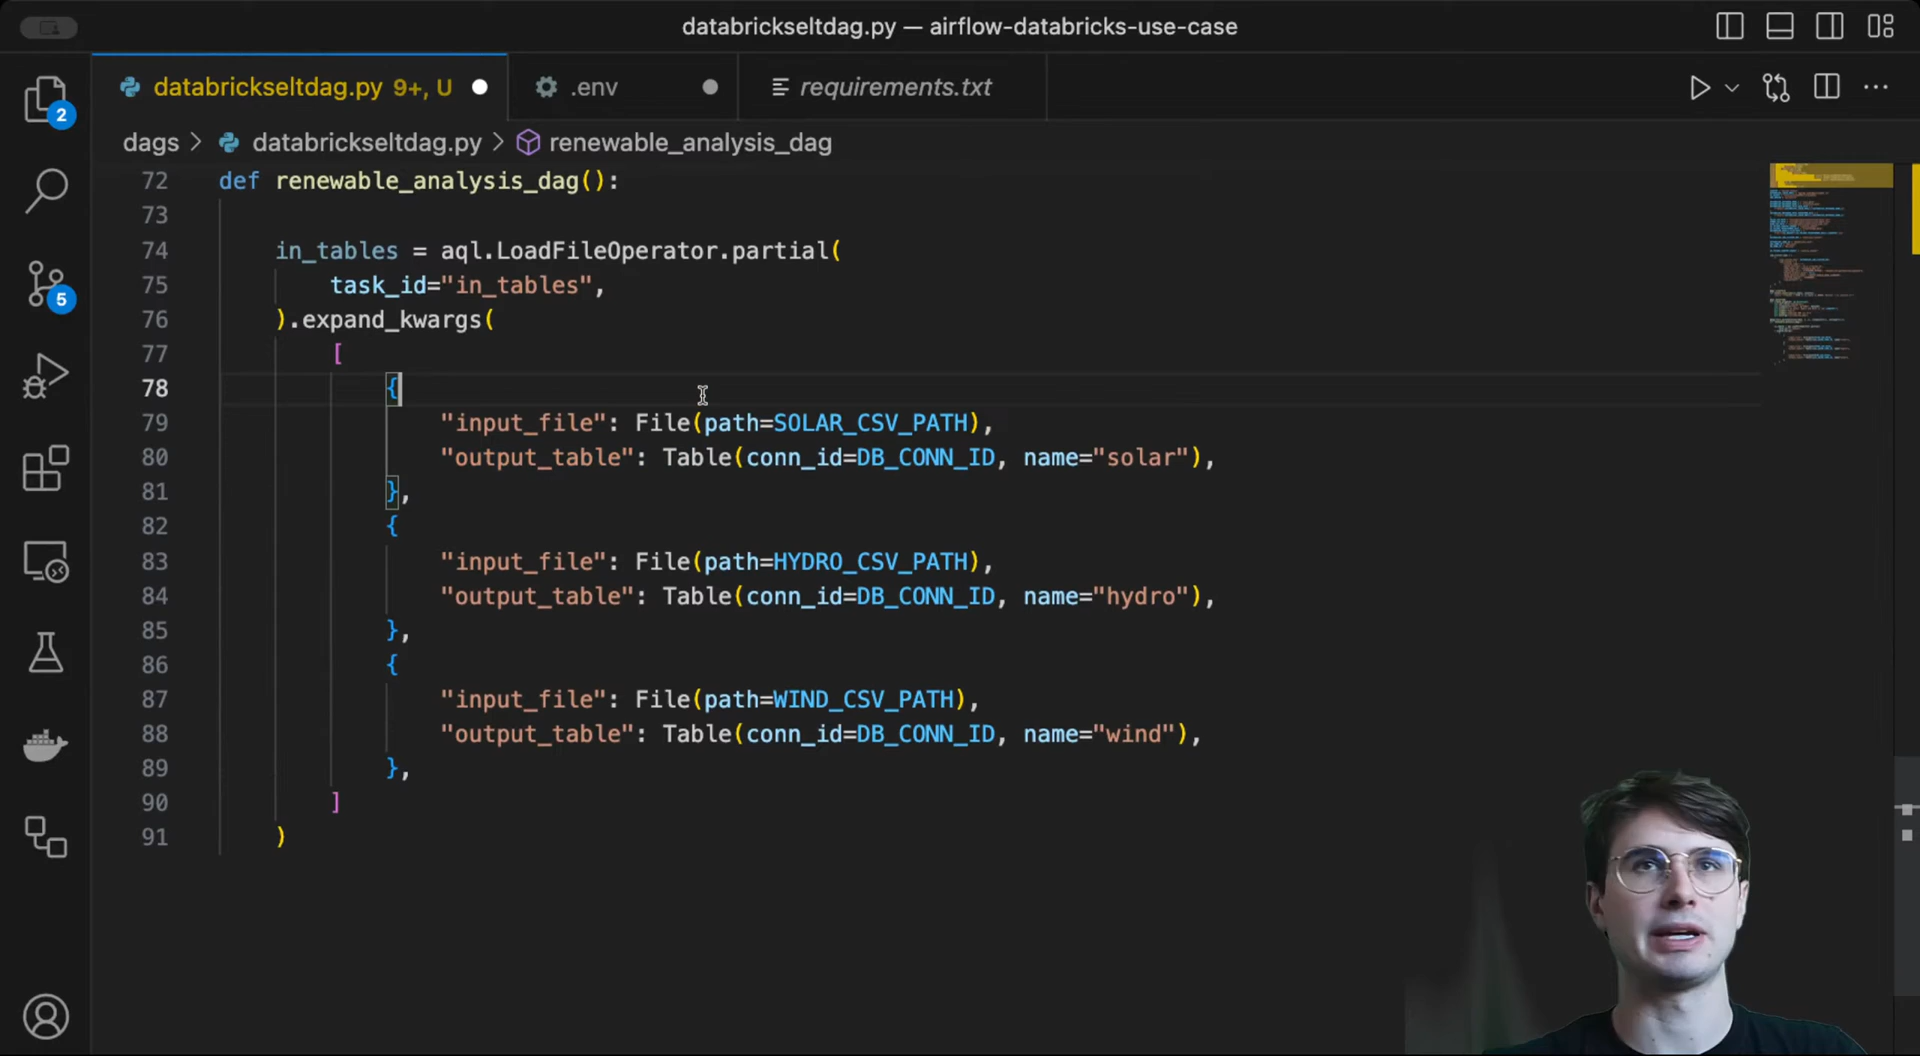 databrickseltdag.py — airflow-databricks-use-case
databrickseltdag.py 9+, U
.env
requirements.txt
2
dags > databrickseltdag.py > renewable_analysis_dag
72 def renewable_analysis_dag():
73
74 in_tables = aql.LoadFileOperator.partial(
75 task_id="in_tables",
76 ).expand_kwargs(
77 [
78 {
79 "input_file": File(path=SOLAR_CSV_PATH),
80 "output_table": Table(conn_id=DB_CONN_ID, name="solar"),
81 },
82 {
83 "input_file": File(path=HYDRO_CSV_PATH),
84 "output_table": Table(conn_id=DB_CONN_ID, name="hydro"),
85 },
86 {
87 "input_file": File(path=WIND_CSV_PATH),
88 "output_table": Table(conn_id=DB_CONN_ID, name="wind"),
89 },
90 ]
91 )
5